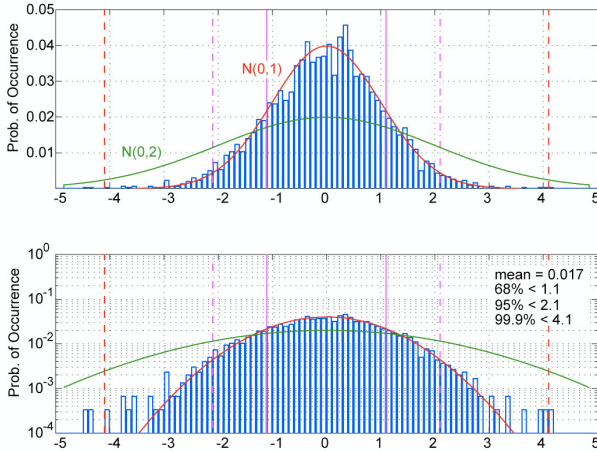 0.05
0.04
0.03
0.02
0.01
Prob. of Occurrence
N(0,1)
N(0,2)
-5 -4 -3 -2 -1 0 1 2 3 4 5
10^0
10^-1
10^-2
10^-3
10^-4
Prob. of Occurrence
mean = 0.017
68% < 1.1
95% < 2.1
99.9% < 4.1
-5 -4 -3 -2 -1 0 1 2 3 4 5